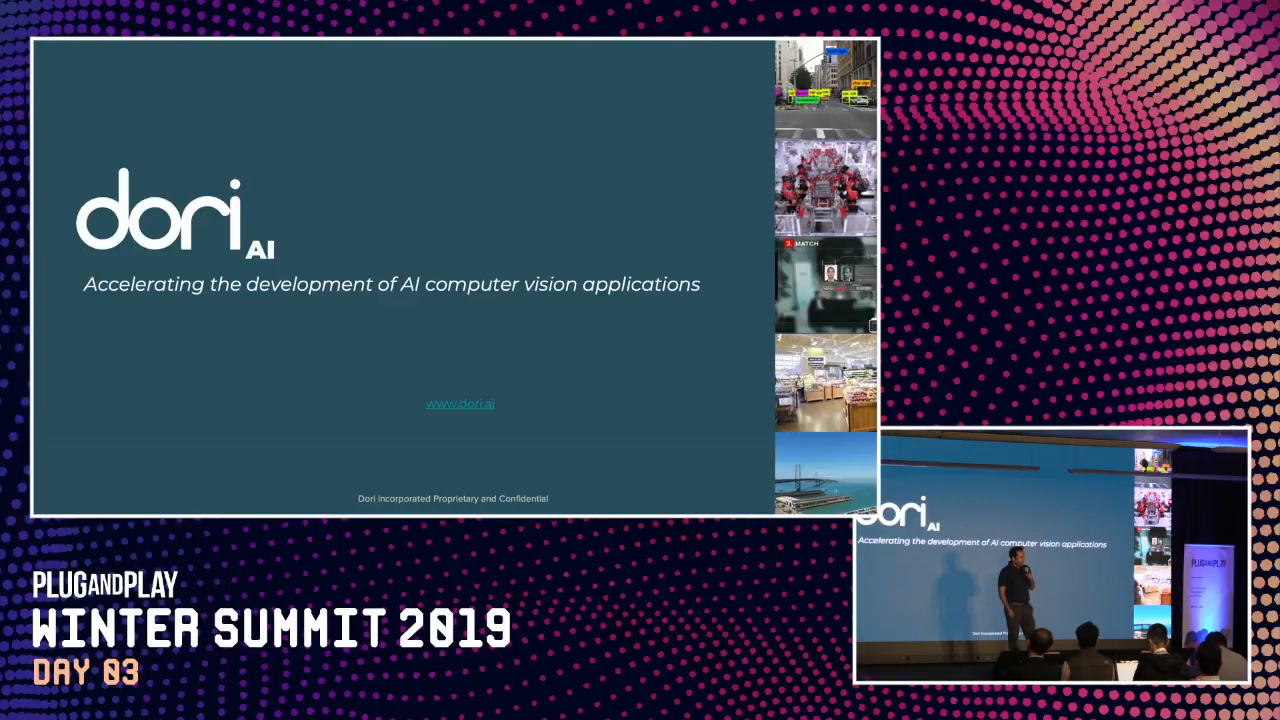 dori AI
Accelerating the development of AI computer vision applications
www.dori.ai
Dori Incorporated Proprietary and Confidential
3. MATCH
dori AI
Accelerating the development of AI computer vision applications
PLUGANDPLAY
PLUGANDPLAY
WINTER SUMMIT 2019
DAY 03